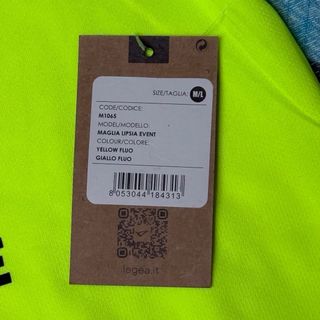 SIZE/TAGLIA: M/L
CODE/CODICE:
M1065
MODEL/MODELLO:
MAGLIA LIPSIA EVENT
COLOUR/COLORE:
YELLOW FLUO
GIALLO FLUO
8 053044 184313
lagea.it